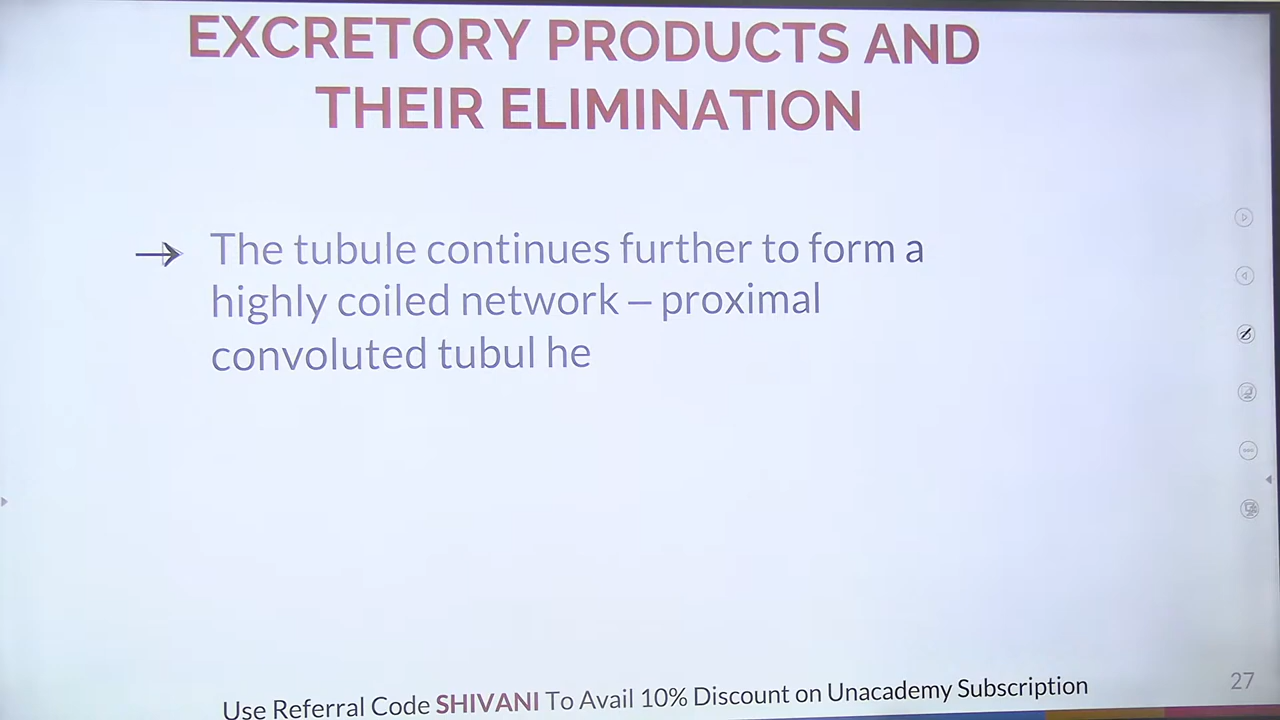 EXCRETORY PRODUCTS AND
THEIR ELIMINATION
→ The tubule continues further to form a
highly coiled network – proximal
convoluted tubul he
Use Referral Code SHIVANI To Avail 10% Discount on Unacademy Subscription
27